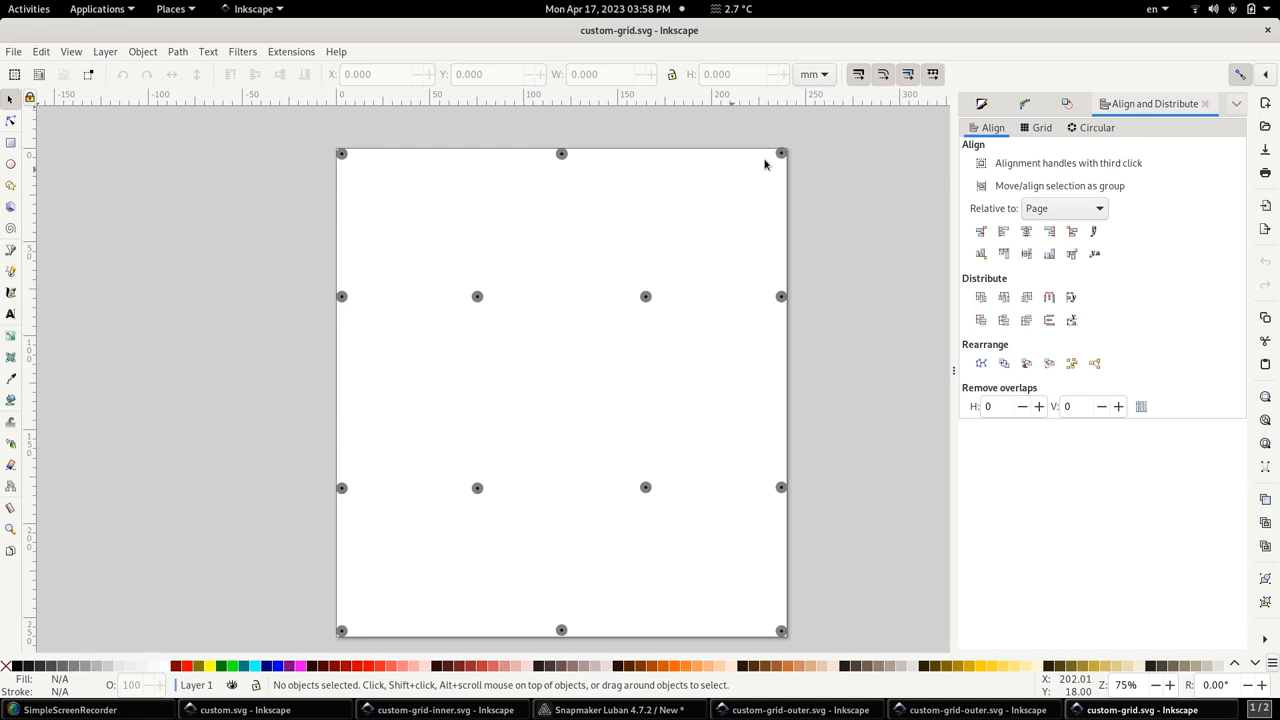 Activities Applications Places Inkscape Mon Apr 17, 2023 03:58 PM 2.7 °C en
custom-grid.svg - Inkscape
File Edit View Layer Object Path Text Filters Extensions Help
X: 0.000 Y: 0.000 W: 0.000 H: 0.000 mm
-150 -100 -50 0 50 100 150 200 250 300
Align and Distribute
Align Grid Circular
Align
Alignment handles with third click
Move/align selection as group
Relative to: Page
Distribute
Rearrange
Remove overlaps
H: 0 V: 0
0
50
100
150
200
250
Fill: N/A
Stroke: N/A
O: 100 Layer 1 No objects selected. Click, Shift+click, Alt+scroll mouse on top of objects, or drag around objects to select.
X: 202.01
Y: 18.00
Z: 75% R: 0.00°
SimpleScreenRecorder custom.svg - Inkscape custom-grid-inner.svg - Inkscape Snapmaker Luban 4.7.2 / New * custom-grid-outer.svg - Inkscape custom-grid-outer.svg - Inkscape custom-grid.svg - Inkscape 1 / 2